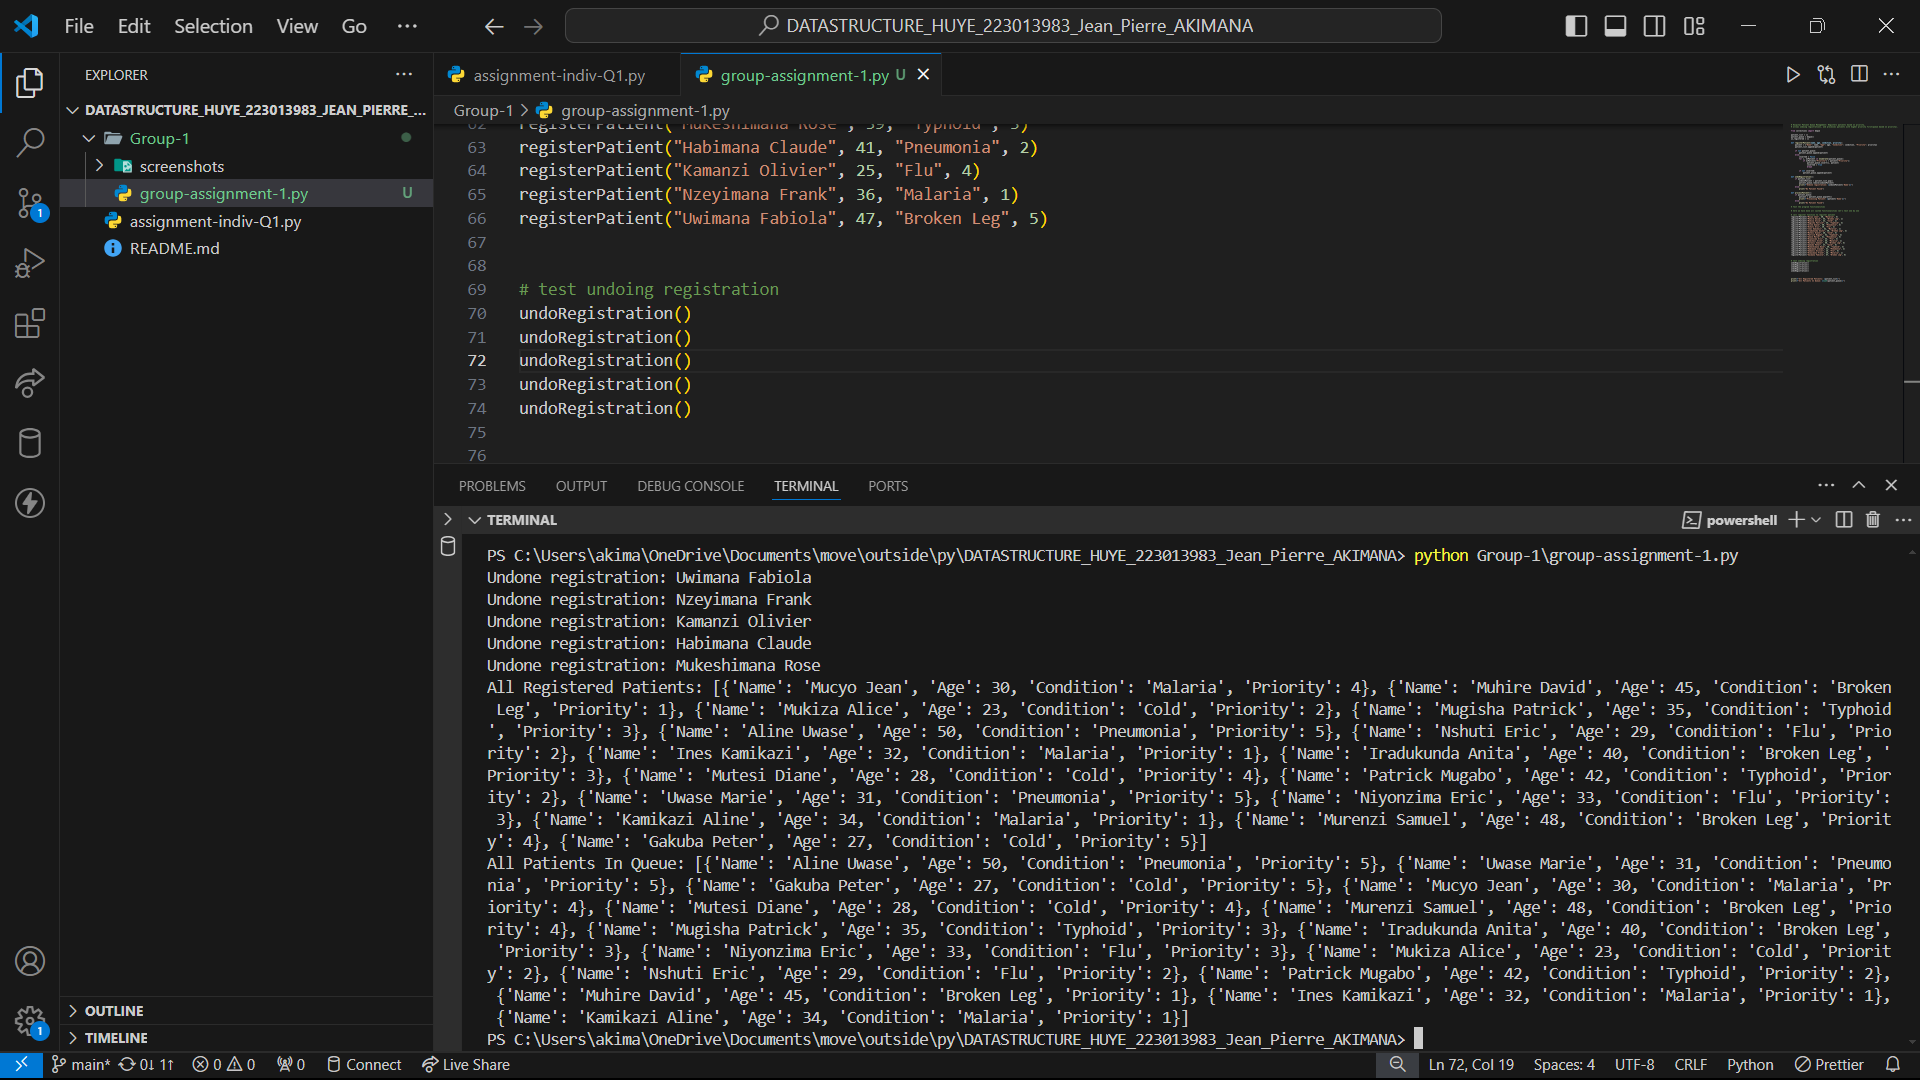 File Edit Selection View Go ··· DATASTRUCTURE_HUYE_223013983_Jean_Pierre_AKIMANA
EXPLORER
DATASTRUCTURE_HUYE_223013983_JEAN_PIERRE_...
Group-1
screenshots
group-assignment-1.py U
assignment-indiv-Q1.py
README.md
OUTLINE
TIMELINE
assignment-indiv-Q1.py group-assignment-1.py U
Group-1 > group-assignment-1.py
62 registerPatient("Mukeshimana Rose", 39, "Typhoid", 3)
63 registerPatient("Habimana Claude", 41, "Pneumonia", 2)
64 registerPatient("Kamanzi Olivier", 25, "Flu", 4)
65 registerPatient("Nzeyimana Frank", 36, "Malaria", 1)
66 registerPatient("Uwimana Fabiola", 47, "Broken Leg", 5)
67
68
69 # test undoing registration
70 undoRegistration()
71 undoRegistration()
72 undoRegistration()
73 undoRegistration()
74 undoRegistration()
75
76
PROBLEMS OUTPUT DEBUG CONSOLE TERMINAL PORTS
TERMINAL powershell
PS C:\Users\akima\OneDrive\Documents\move\outside\py\DATASTRUCTURE_HUYE_223013983_Jean_Pierre_AKIMANA> python Group-1\group-assignment-1.py
Undone registration: Uwimana Fabiola
Undone registration: Nzeyimana Frank
Undone registration: Kamanzi Olivier
Undone registration: Habimana Claude
Undone registration: Mukeshimana Rose
All Registered Patients: [{'Name': 'Mucyo Jean', 'Age': 30, 'Condition': 'Malaria', 'Priority': 4}, {'Name': 'Muhire David', 'Age': 45, 'Condition': 'Broken
 Leg', 'Priority': 1}, {'Name': 'Mukiza Alice', 'Age': 23, 'Condition': 'Cold', 'Priority': 2}, {'Name': 'Mugisha Patrick', 'Age': 35, 'Condition': 'Typhoid
', 'Priority': 3}, {'Name': 'Aline Uwase', 'Age': 50, 'Condition': 'Pneumonia', 'Priority': 5}, {'Name': 'Nshuti Eric', 'Age': 29, 'Condition': 'Flu', 'Prio
rity': 2}, {'Name': 'Ines Kamikazi', 'Age': 32, 'Condition': 'Malaria', 'Priority': 1}, {'Name': 'Iradukunda Anita', 'Age': 40, 'Condition': 'Broken Leg', '
Priority': 3}, {'Name': 'Mutesi Diane', 'Age': 28, 'Condition': 'Cold', 'Priority': 4}, {'Name': 'Patrick Mugabo', 'Age': 42, 'Condition': 'Typhoid', 'Prior
ity': 2}, {'Name': 'Uwase Marie', 'Age': 31, 'Condition': 'Pneumonia', 'Priority': 5}, {'Name': 'Niyonzima Eric', 'Age': 33, 'Condition': 'Flu', 'Priority':
 3}, {'Name': 'Kamikazi Aline', 'Age': 34, 'Condition': 'Malaria', 'Priority': 1}, {'Name': 'Murenzi Samuel', 'Age': 48, 'Condition': 'Broken Leg', 'Priorit
y': 4}, {'Name': 'Gakuba Peter', 'Age': 27, 'Condition': 'Cold', 'Priority': 5}]
All Patients In Queue: [{'Name': 'Aline Uwase', 'Age': 50, 'Condition': 'Pneumonia', 'Priority': 5}, {'Name': 'Uwase Marie', 'Age': 31, 'Condition': 'Pneumo
nia', 'Priority': 5}, {'Name': 'Gakuba Peter', 'Age': 27, 'Condition': 'Cold', 'Priority': 5}, {'Name': 'Mucyo Jean', 'Age': 30, 'Condition': 'Malaria', 'Pr
iority': 4}, {'Name': 'Mutesi Diane', 'Age': 28, 'Condition': 'Cold', 'Priority': 4}, {'Name': 'Murenzi Samuel', 'Age': 48, 'Condition': 'Broken Leg', 'Prio
rity': 4}, {'Name': 'Mugisha Patrick', 'Age': 35, 'Condition': 'Typhoid', 'Priority': 3}, {'Name': 'Iradukunda Anita', 'Age': 40, 'Condition': 'Broken Leg',
 'Priority': 3}, {'Name': 'Niyonzima Eric', 'Age': 33, 'Condition': 'Flu', 'Priority': 3}, {'Name': 'Mukiza Alice', 'Age': 23, 'Condition': 'Cold', 'Priorit
y': 2}, {'Name': 'Nshuti Eric', 'Age': 29, 'Condition': 'Flu', 'Priority': 2}, {'Name': 'Patrick Mugabo', 'Age': 42, 'Condition': 'Typhoid', 'Priority': 2},
 {'Name': 'Muhire David', 'Age': 45, 'Condition': 'Broken Leg', 'Priority': 1}, {'Name': 'Ines Kamikazi', 'Age': 32, 'Condition': 'Malaria', 'Priority': 1},
 {'Name': 'Kamikazi Aline', 'Age': 34, 'Condition': 'Malaria', 'Priority': 1}]
PS C:\Users\akima\OneDrive\Documents\move\outside\py\DATASTRUCTURE_HUYE_223013983_Jean_Pierre_AKIMANA>
main* 0↓ 1↑ 0 0 0 Connect Live Share Ln 72, Col 19 Spaces: 4 UTF-8 CRLF Python Prettier